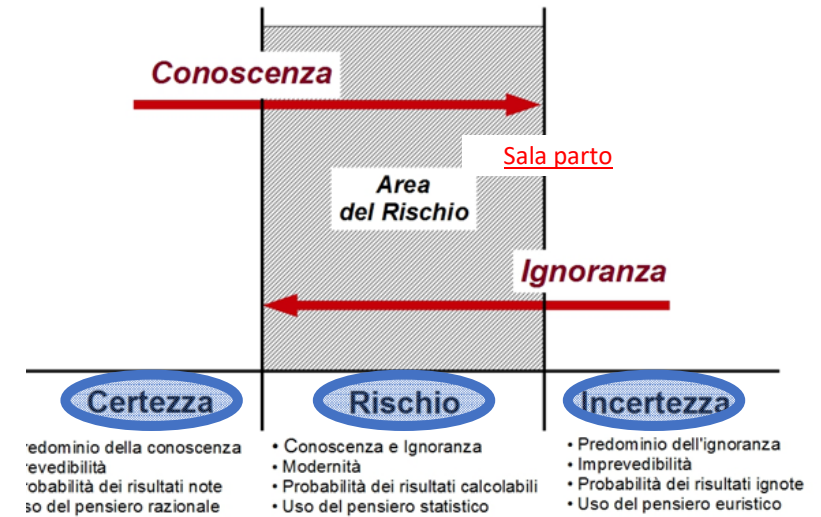 Conoscenza
Sala parto
Area
del Rischio
Ignoranza
Certezza
Rischio
Incertezza
redominio della conoscenza
revedibilità
robabilità dei risultati note
so del pensiero razionale
• Conoscenza e Ignoranza
• Modernità
• Probabilità dei risultati calcolabili
• Uso del pensiero statistico
• Predominio dell'ignoranza
• Imprevedibilità
• Probabilità dei risultati ignote
• Uso del pensiero euristico